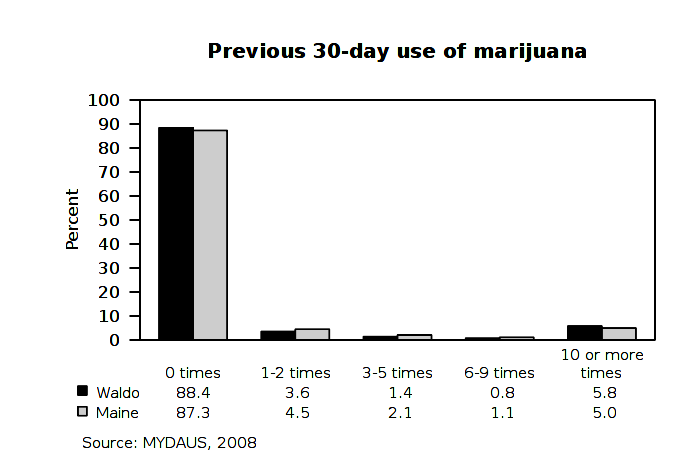 Previous 30-day use of marijuana
100
90
80
70
60
50
40
30
20
10
0
Percent
0 times 1-2 times 3-5 times 6-9 times 10 or more
times
Waldo 88.4 3.6 1.4 0.8 5.8
Maine 87.3 4.5 2.1 1.1 5.0
Source: MYDAUS, 2008